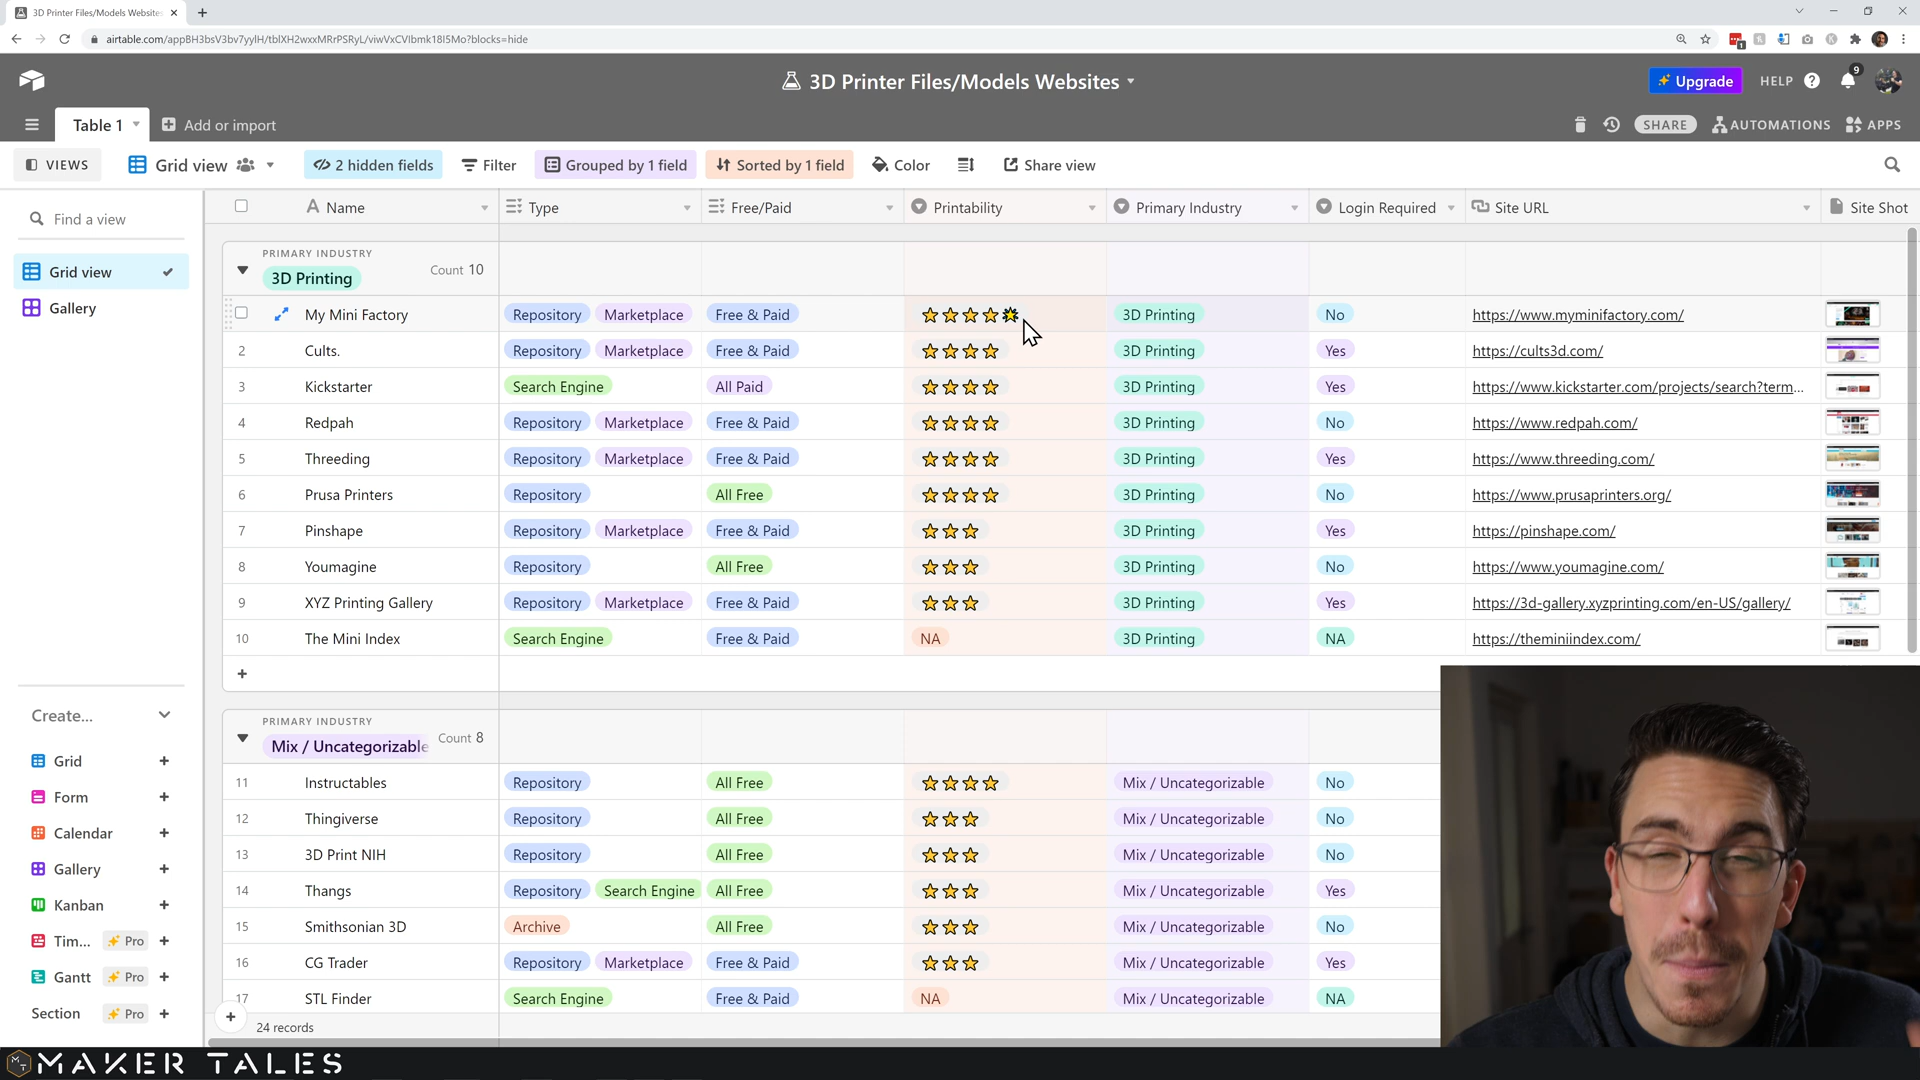 3D Printer Files/Models Websites
airtable.com/appBH3bsV3bv7yylH/tblXH2wxxMRrPSRyL/viwVxCVIbmk18I5Mo?blocks=hide
3D Printer Files/Models Websites
Upgrade
HELP
9
Table 1
Add or import
SHARE
AUTOMATIONS
APPS
VIEWS
Grid view
2 hidden fields
Filter
Grouped by 1 field
Sorted by 1 field
Color
Share view
Find a view
Grid view
Gallery
Create...
Grid
Form
Calendar
Gallery
Kanban
Tim... Pro
Gantt Pro
Section Pro
Name Type Free/Paid Printability Primary Industry Login Required Site URL Site Shot
PRIMARY INDUSTRY
3D Printing Count 10
My Mini Factory Repository Marketplace Free & Paid 3D Printing No https://www.myminifactory.com/
2 Cults. Repository Marketplace Free & Paid 3D Printing Yes https://cults3d.com/
3 Kickstarter Search Engine All Paid 3D Printing Yes https://www.kickstarter.com/projects/search?term...
4 Redpah Repository Marketplace Free & Paid 3D Printing No https://www.redpah.com/
5 Threeding Repository Marketplace Free & Paid 3D Printing Yes https://www.threeding.com/
6 Prusa Printers Repository All Free 3D Printing No https://www.prusaprinters.org/
7 Pinshape Repository Marketplace Free & Paid 3D Printing Yes https://pinshape.com/
8 Youmagine Repository All Free 3D Printing No https://www.youmagine.com/
9 XYZ Printing Gallery Repository Marketplace Free & Paid 3D Printing Yes https://3d-gallery.xyzprinting.com/en-US/gallery/
10 The Mini Index Search Engine Free & Paid NA 3D Printing NA https://theminiindex.com/
PRIMARY INDUSTRY
Mix / Uncategorizable Count 8
11 Instructables Repository All Free Mix / Uncategorizable No
12 Thingiverse Repository All Free Mix / Uncategorizable No
13 3D Print NIH Repository All Free Mix / Uncategorizable No
14 Thangs Repository Search Engine All Free Mix / Uncategorizable Yes
15 Smithsonian 3D Archive All Free Mix / Uncategorizable No
16 CG Trader Repository Marketplace Free & Paid Mix / Uncategorizable Yes
17 STL Finder Search Engine Free & Paid NA Mix / Uncategorizable NA
24 records
MAKER TALES